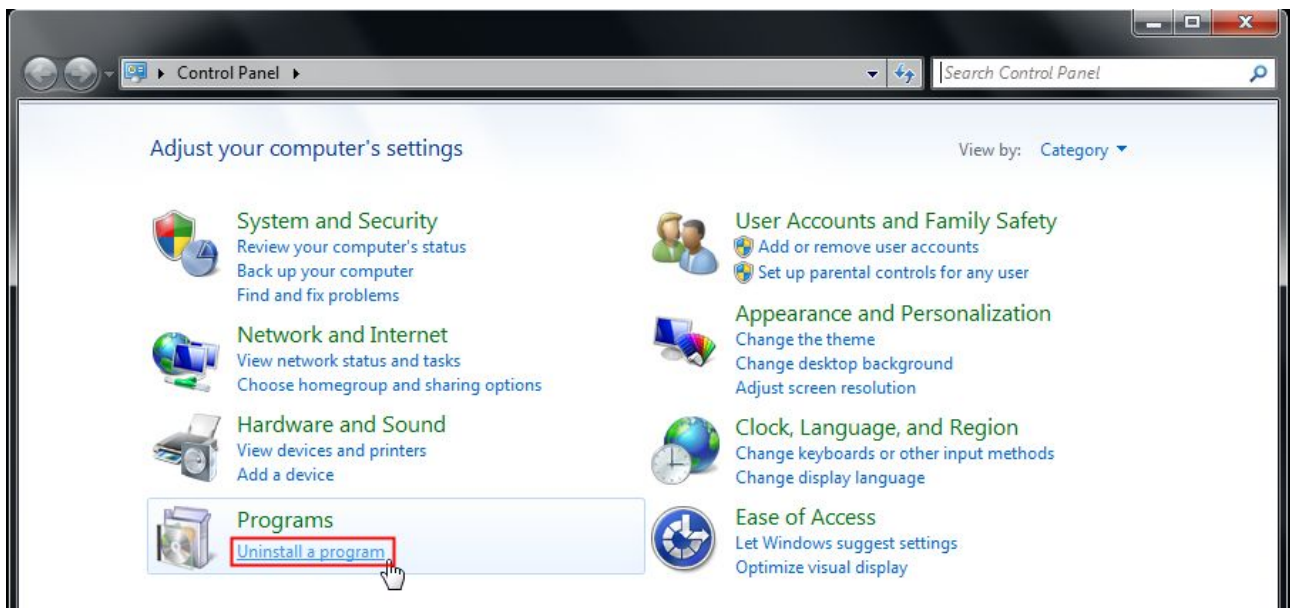 Control Panel
Search Control Panel
Adjust your computer's settings
View by: Category
System and Security
Review your computer's status
Back up your computer
Find and fix problems
Network and Internet
View network status and tasks
Choose homegroup and sharing options
Hardware and Sound
View devices and printers
Add a device
Programs
Uninstall a program
User Accounts and Family Safety
Add or remove user accounts
Set up parental controls for any user
Appearance and Personalization
Change the theme
Change desktop background
Adjust screen resolution
Clock, Language, and Region
Change keyboards or other input methods
Change display language
Ease of Access
Let Windows suggest settings
Optimize visual display